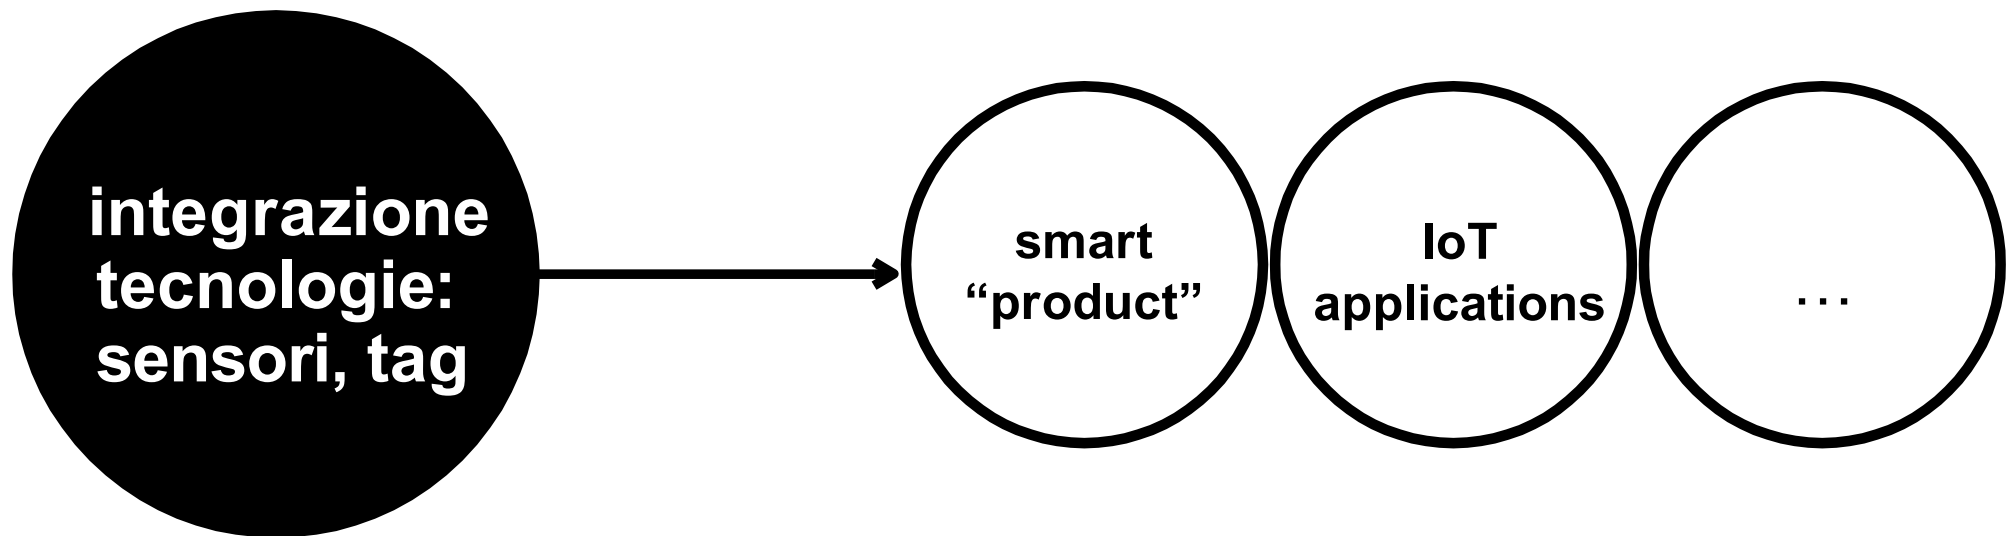 integrazione
tecnologie:
sensori, tag
smart
“product”
IoT
applications
...